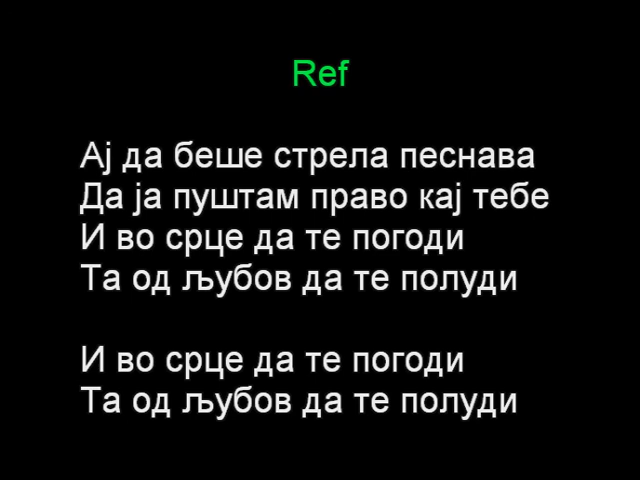 Ref
Ај да беше стрела песнава
Да ја пуштам право кај тебе
И во срце да те погоди
Та од љубов да те полуди
И во срце да те погоди
Та од љубов да те полуди